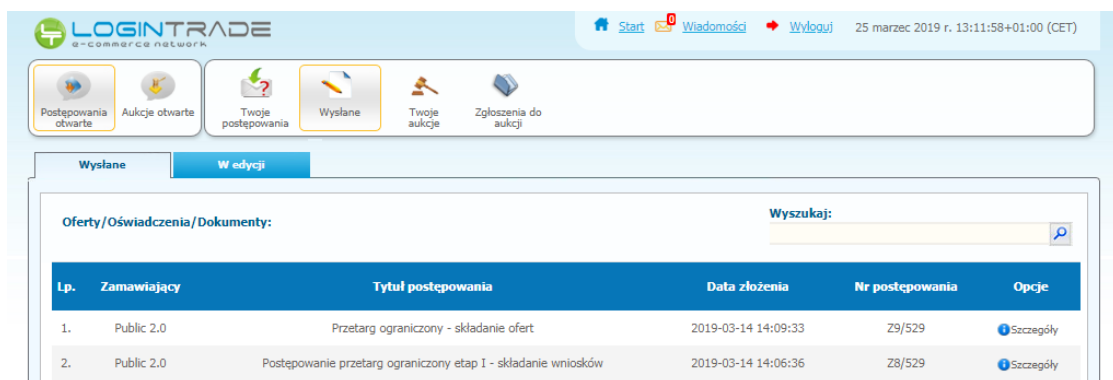 LOGINTRADE
e-commerce network
Start 0 Wiadomości Wyloguj 25 marzec 2019 r. 13:11:58+01:00 (CET)
Postępowania otwarte
Aukcje otwarte
Twoje postępowania
Wysłane
Twoje aukcje
Zgłoszenia do aukcji
Wysłane W edycji
Oferty/Oświadczenia/Dokumenty:
Wyszukaj:
Lp. Zamawiający Tytuł postępowania Data złożenia Nr postępowania Opcje
1. Public 2.0 Przetarg ograniczony - składanie ofert 2019-03-14 14:09:33 Z9/529 Szczegóły
2. Public 2.0 Postępowanie przetarg ograniczony etap I - składanie wniosków 2019-03-14 14:06:36 Z8/529 Szczegóły